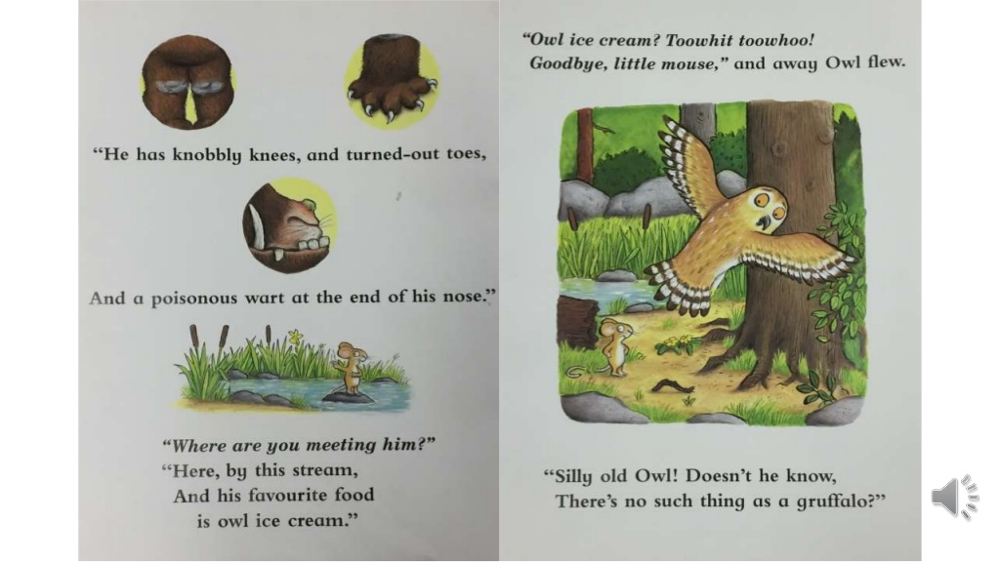 “He has knobbly knees, and turned-out toes,
And a poisonous wart at the end of his nose.”
“Where are you meeting him?”
“Here, by this stream,
And his favourite food
is owl ice cream.”
“Owl ice cream? Toowhit toowhoo!
Goodbye, little mouse,” and away Owl flew.
“Silly old Owl! Doesn’t he know,
There’s no such thing as a gruffalo?”